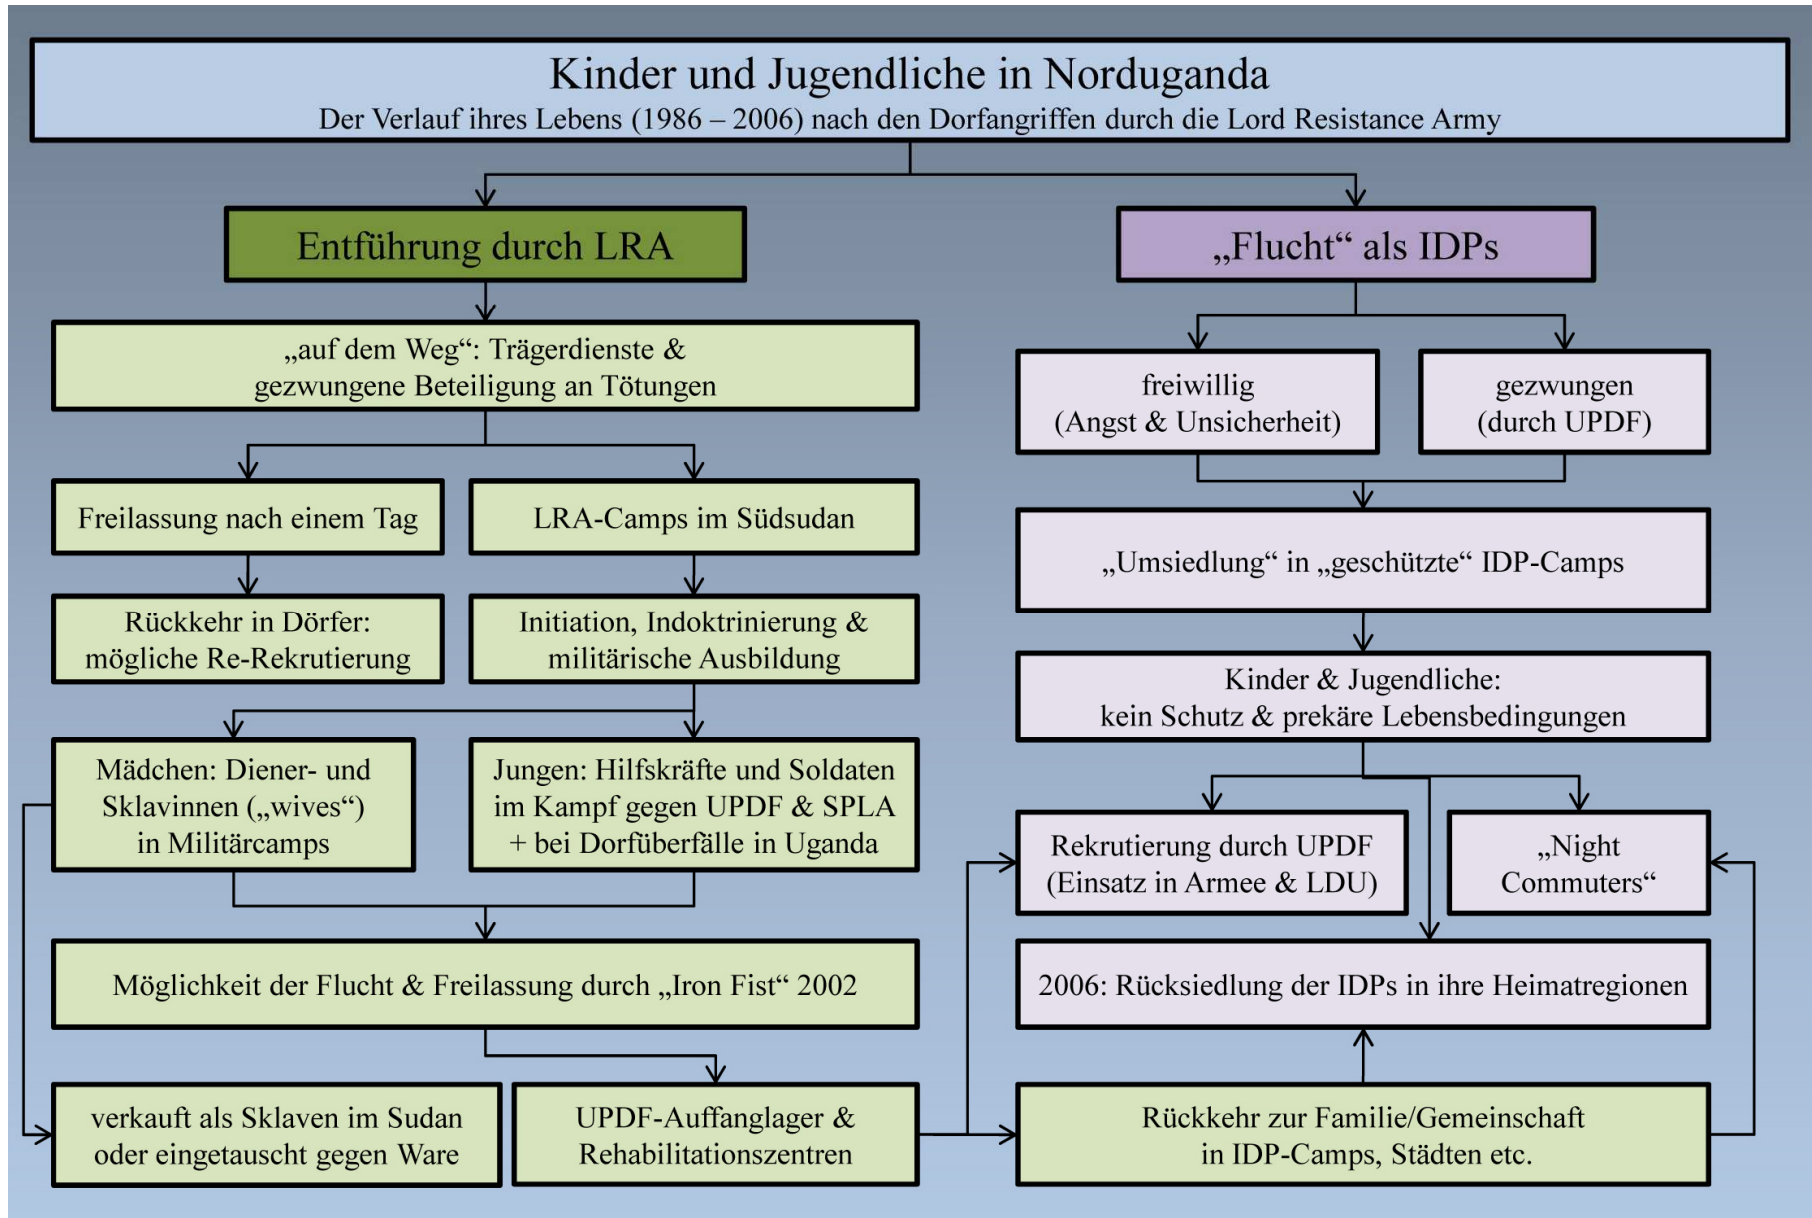 Kinder und Jugendliche in Norduganda
Der Verlauf ihres Lebens (1986 – 2006) nach den Dorfangriffen durch die Lord Resistance Army
Entführung durch LRA
„auf dem Weg“: Trägerdienste &
gezwungene Beteiligung an Tötungen
Freilassung nach einem Tag
LRA-Camps im Südsudan
Rückkehr in Dörfer:
mögliche Re-Rekrutierung
Initiation, Indoktrinierung &
militärische Ausbildung
Mädchen: Diener- und
Sklavinnen („wives“)
in Militärcamps
Jungen: Hilfskräfte und Soldaten
im Kampf gegen UPDF & SPLA
+ bei Dorfüberfälle in Uganda
Möglichkeit der Flucht & Freilassung durch „Iron Fist“ 2002
verkauft als Sklaven im Sudan
oder eingetauscht gegen Ware
UPDF-Auffanglager &
Rehabilitationszentren
„Flucht“ als IDPs
freiwillig
(Angst & Unsicherheit)
gezwungen
(durch UPDF)
„Umsiedlung“ in „geschützte“ IDP-Camps
Kinder & Jugendliche:
kein Schutz & prekäre Lebensbedingungen
Rekrutierung durch UPDF
(Einsatz in Armee & LDU)
„Night
Commuters“
2006: Rücksiedlung der IDPs in ihre Heimatregionen
Rückkehr zur Familie/Gemeinschaft
in IDP-Camps, Städten etc.